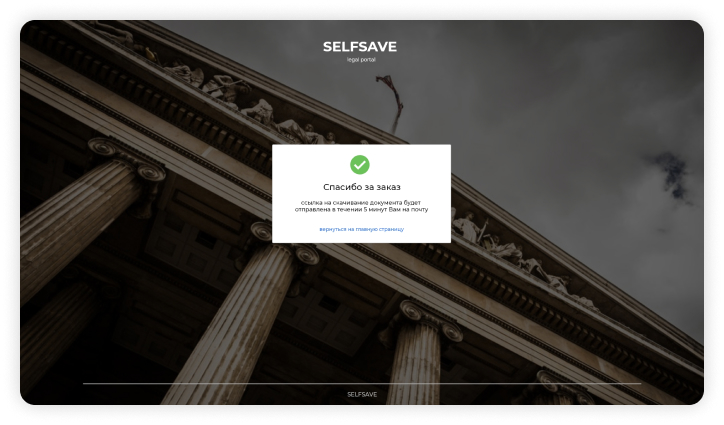 SELFSAVE
legal portal
Спасибо за заказ
ссылка на скачивание документа будет
отправлена в течении 5 минут Вам на почту
вернуться на главную страницу
SELFSAVE